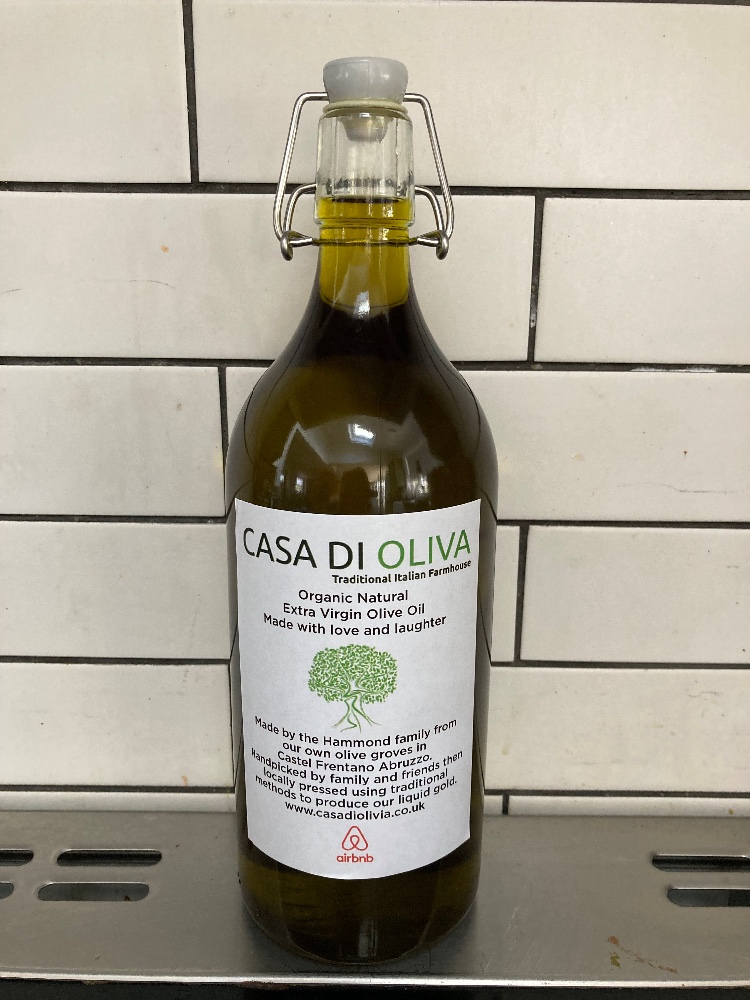 CASA DI OLIVA
Traditional Italian Farmhouse
Organic Natural
Extra Virgin Olive Oil
Made with love and laughter
Made by the Hammond family from
our own olive groves in
Castel Frentano Abruzzo.
Handpicked by family and friends then
locally pressed using traditional
methods to produce our liquid gold.
www.casadiolivia.co.uk
airbnb